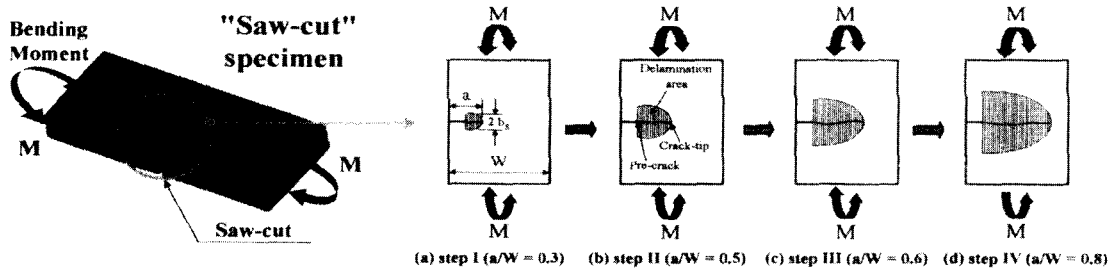 Bending
Moment
"Saw-cut"
specimen
M
M
Saw-cut
M
a
2 bs
W
M
(a) step I (a/W = 0.3)
M
Delamination
area
Crack-tip
Pre-crack
M
(b) step II (a/W = 0.5)
M
M
(c) step III (a/W = 0.6)
M
M
(d) step IV (a/W = 0.8)